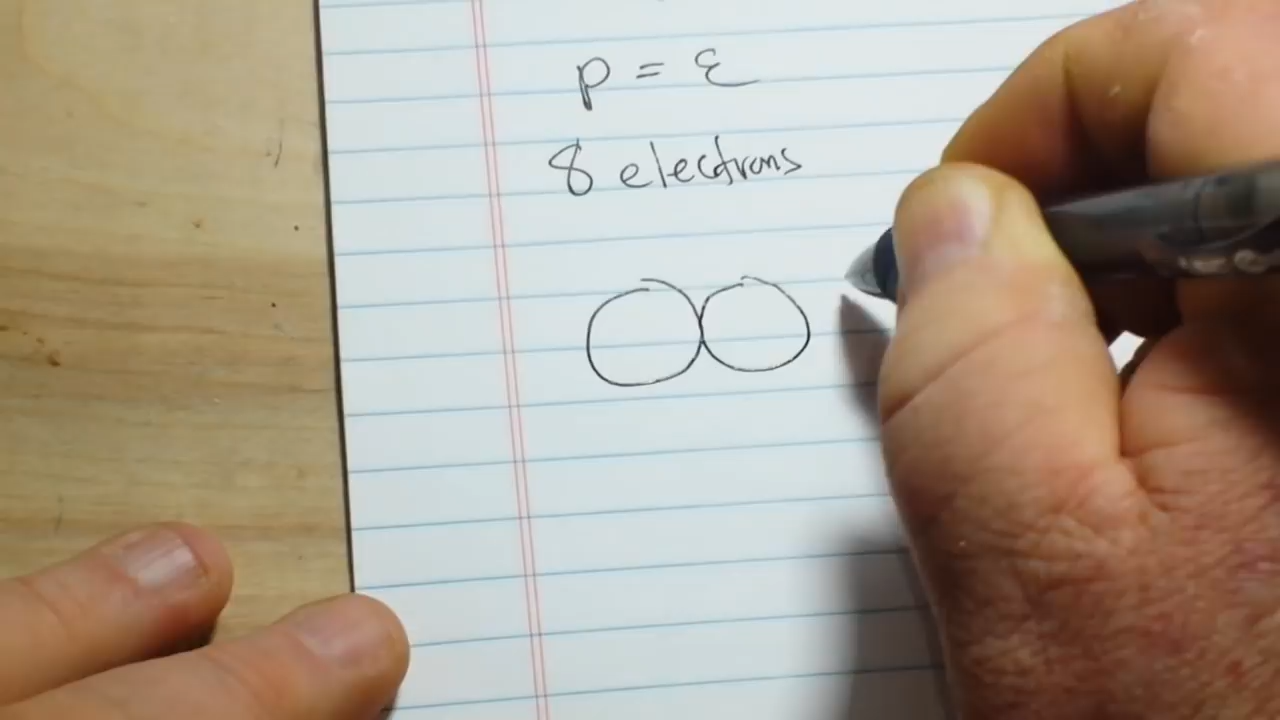 p = ε
8 electrons